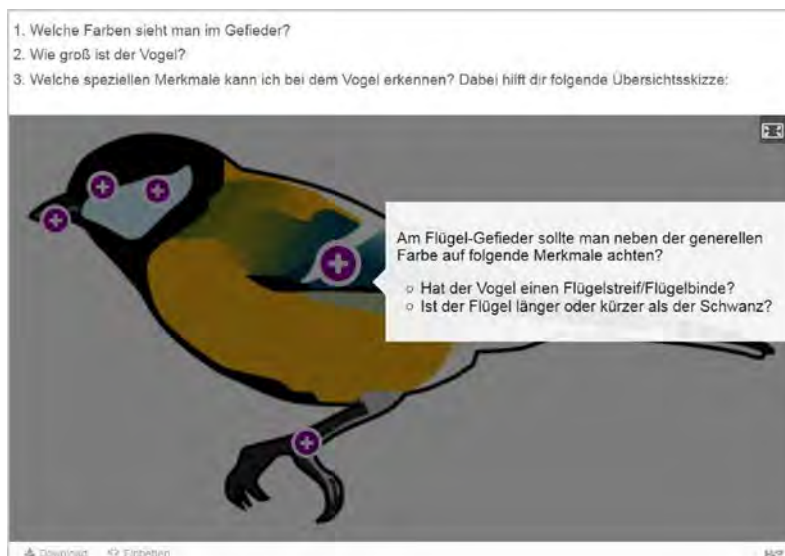 1. Welche Farben sieht man im Gefieder?
2. Wie groß ist der Vogel?
3. Welche speziellen Merkmale kann ich bei dem Vogel erkennen? Dabei hilft dir folgende Übersichtsskizze:
Am Flügel-Gefieder sollte man neben der generellen
Farbe auf folgende Merkmale achten?
○ Hat der Vogel einen Flügelstreif/Flügelbinde?
○ Ist der Flügel länger oder kürzer als der Schwanz?
Download Einbetten